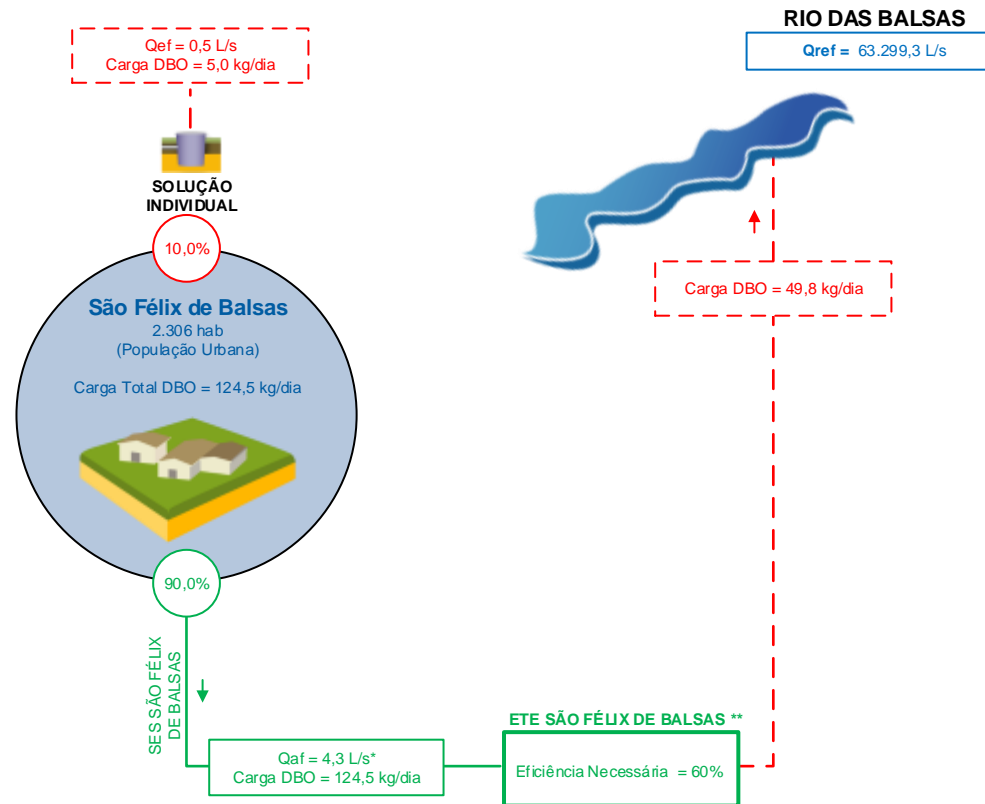 RIO DAS BALSAS
Qref = 63.299,3 L/s
Qef = 0,5 L/s
Carga DBO = 5,0 kg/dia
SOLUÇÃO
INDIVIDUAL
10,0%
São Félix de Balsas
2.306 hab
(População Urbana)
Carga Total DBO = 124,5 kg/dia
90,0%
SES SÃO FÉLIX
DE BALSAS
Qaf = 4,3 L/s*
Carga DBO = 124,5 kg/dia
ETE SÃO FÉLIX DE BALSAS **
Eficiência Necessária = 60%
Carga DBO = 49,8 kg/dia